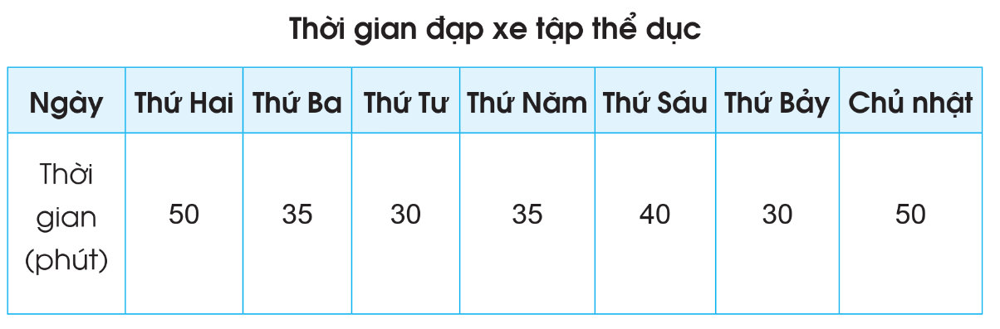 Thời gian đạp xe tập thể dục
Ngày Thứ Hai Thứ Ba Thứ Tư Thứ Năm Thứ Sáu Thứ Bảy Chủ nhật
Thời
gian 50 35 30 35 40 30 50
(phút)